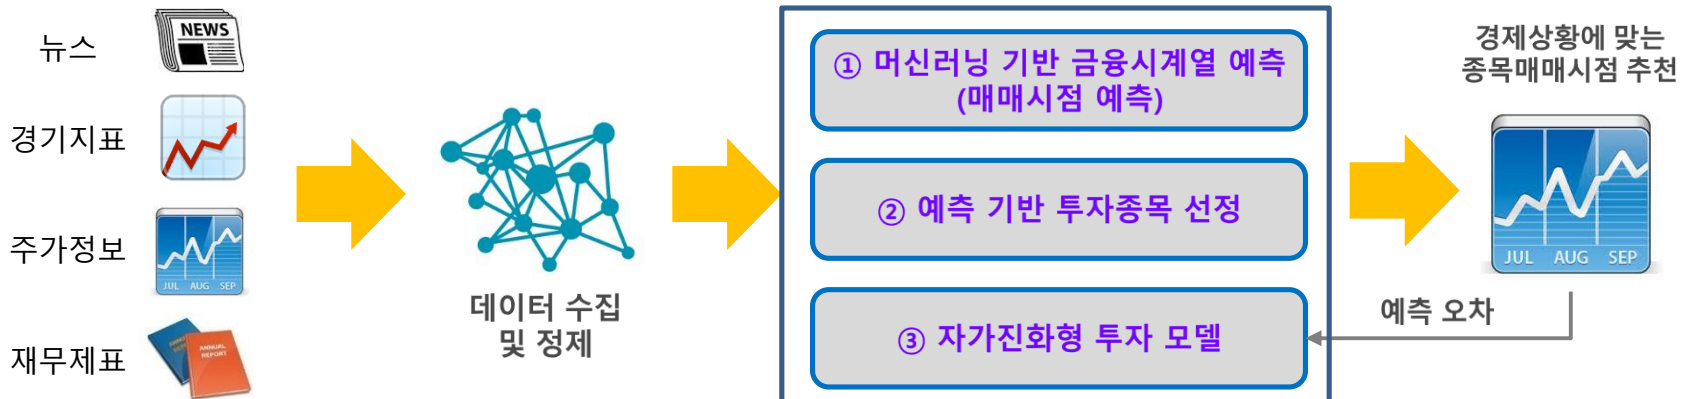 뉴스
NEWS
경기지표
주가정보
JUL AUG SEP
재무제표
ANNUAL
REPORT
데이터 수집
및 정제
① 머신러닝 기반 금융시계열 예측
(매매시점 예측)
② 예측 기반 투자종목 선정
③ 자가진화형 투자 모델
경제상황에 맞는
종목매매시점 추천
JUL AUG SEP
예측 오차